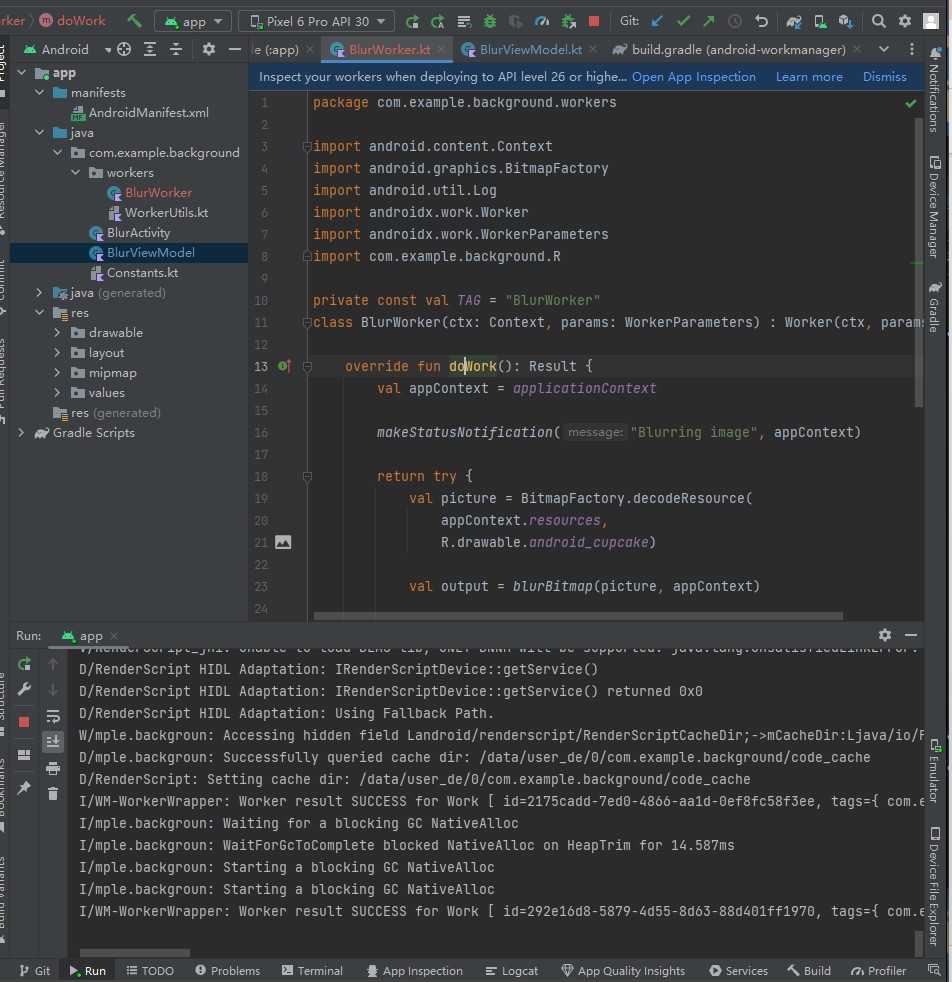 doWork
app
Pixel 6 Pro API 30
Git:
Android
(:app)
BlurWorker.kt
BlurViewModel.kt
build.gradle (android-workmanager)
Inspect your workers when deploying to API level 26 or highe... Open App Inspection Learn more Dismiss
app
manifests
AndroidManifest.xml
java
com.example.background
workers
BlurWorker
WorkerUtils.kt
BlurActivity
BlurViewModel
Constants.kt
java (generated)
res
drawable
layout
mipmap
values
res (generated)
Gradle Scripts
1 package com.example.background.workers
2
3 import android.content.Context
4 import android.graphics.BitmapFactory
5 import android.util.Log
6 import androidx.work.Worker
7 import androidx.work.WorkerParameters
8 import com.example.background.R
9
10 private const val TAG = "BlurWorker"
11 class BlurWorker(ctx: Context, params: WorkerParameters) : Worker(ctx, param
12
13 override fun doWork(): Result {
14 val appContext = applicationContext
15
16 makeStatusNotification( message: "Blurring image", appContext)
17
18 return try {
19 val picture = BitmapFactory.decodeResource(
20 appContext.resources,
21 R.drawable.android_cupcake)
22
23 val output = blurBitmap(picture, appContext)
24
Notifications
Device Manager
Gradle
Emulator
Device File Explorer
Project
Resource Manager
Commit
Pull Requests
Structure
Bookmarks
Build Variants
Run: app
D/RenderScript HIDL Adaptation: IRenderScriptDevice::getService()
D/RenderScript HIDL Adaptation: IRenderScriptDevice::getService() returned 0x0
D/RenderScript HIDL Adaptation: Using Fallback Path.
W/mple.backgroun: Accessing hidden field Landroid/renderscript/RenderScriptCacheDir;->mCacheDir:Ljava/io/F
D/mple.backgroun: Successfully queried cache dir: /data/user_de/0/com.example.background/code_cache
D/RenderScript: Setting cache dir: /data/user_de/0/com.example.background/code_cache
I/WM-WorkerWrapper: Worker result SUCCESS for Work [ id=2175cadd-7ed0-4866-aa1d-0ef8fc58f3ee, tags={ com.e
I/mple.backgroun: Waiting for a blocking GC NativeAlloc
I/mple.backgroun: WaitForGcToComplete blocked NativeAlloc on HeapTrim for 14.587ms
I/mple.backgroun: Starting a blocking GC NativeAlloc
I/mple.backgroun: Starting a blocking GC NativeAlloc
I/WM-WorkerWrapper: Worker result SUCCESS for Work [ id=292e16d8-5879-4d55-8d63-88d401ff1970, tags={ com.e
Git Run TODO Problems Terminal App Inspection Logcat App Quality Insights Services Build Profiler